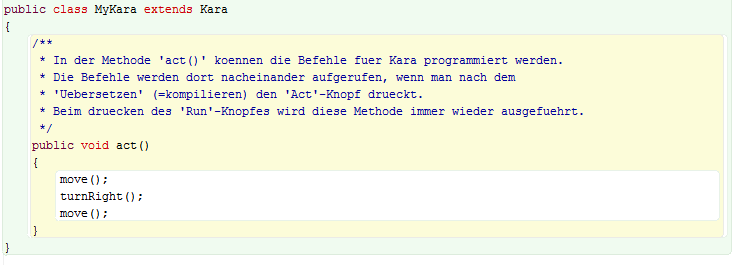 public class MyKara extends Kara
{
/**
* In der Methode 'act()' koennen die Befehle fuer Kara programmiert werden.
* Die Befehle werden dort nacheinander aufgerufen, wenn man nach dem
* 'Uebersetzen' (=kompilieren) den 'Act'-Knopf drueckt.
* Beim druecken des 'Run'-Knopfes wird diese Methode immer wieder ausgefuehrt.
*/
public void act()
{
move();
turnRight();
move();
}
}